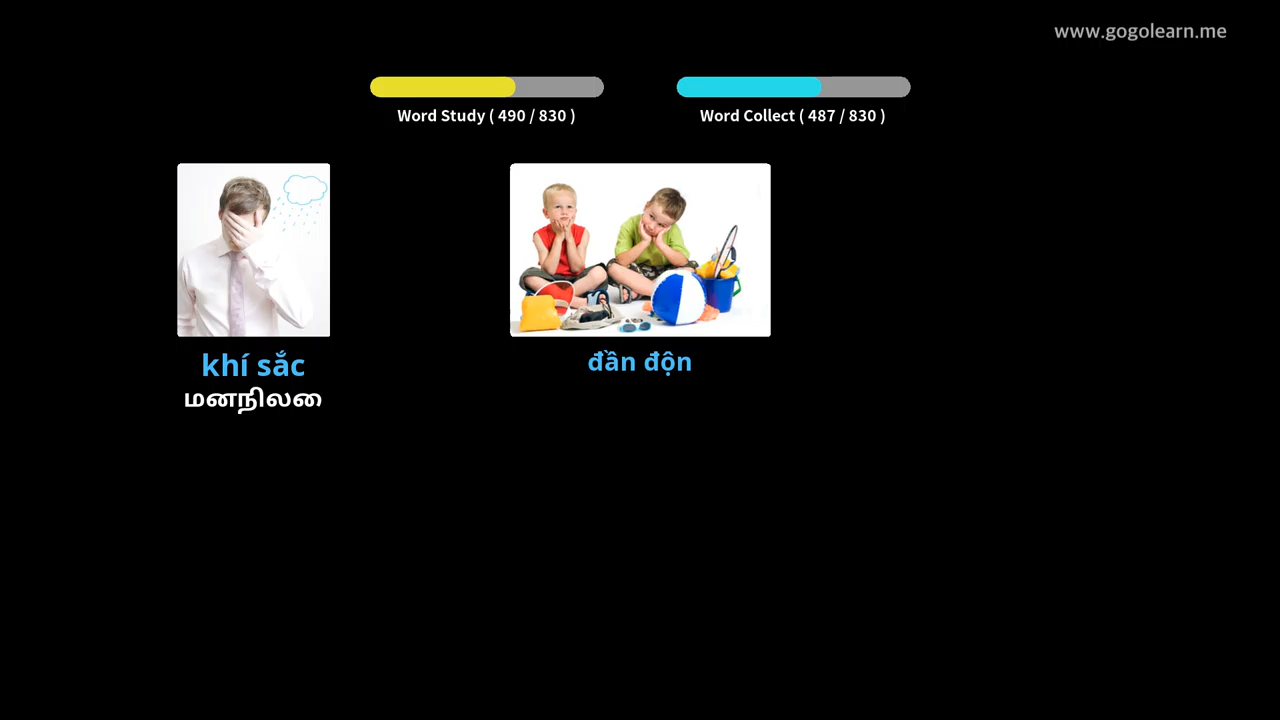 www.gogolearn.me
Word Study ( 490 / 830 )
Word Collect ( 487 / 830 )
khí sắc
மனநிலை
đần độn